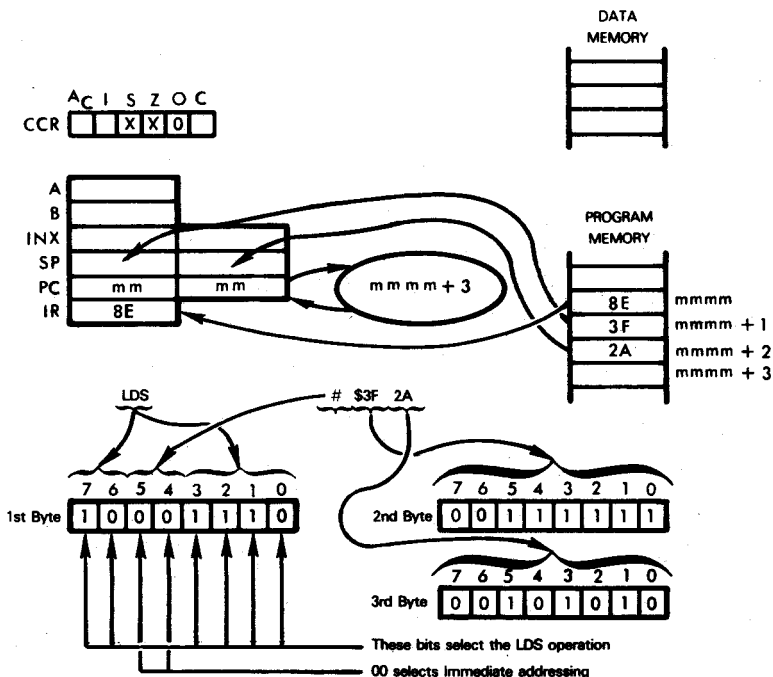 DATA
MEMORY
AC I S Z O C
CCR X X 0
A
B
INX
SP
PC mm mm
IR 8E
mmmm + 3
PROGRAM
MEMORY
8E mmmm
3F mmmm + 1
2A mmmm + 2
mmmm + 3
LDS # $3F 2A
7 6 5 4 3 2 1 0
1st Byte 1 0 0 0 1 1 1 0
7 6 5 4 3 2 1 0
2nd Byte 0 0 1 1 1 1 1 1
7 6 5 4 3 2 1 0
3rd Byte 0 0 1 0 1 0 1 0
These bits select the LDS operation
00 selects immediate addressing